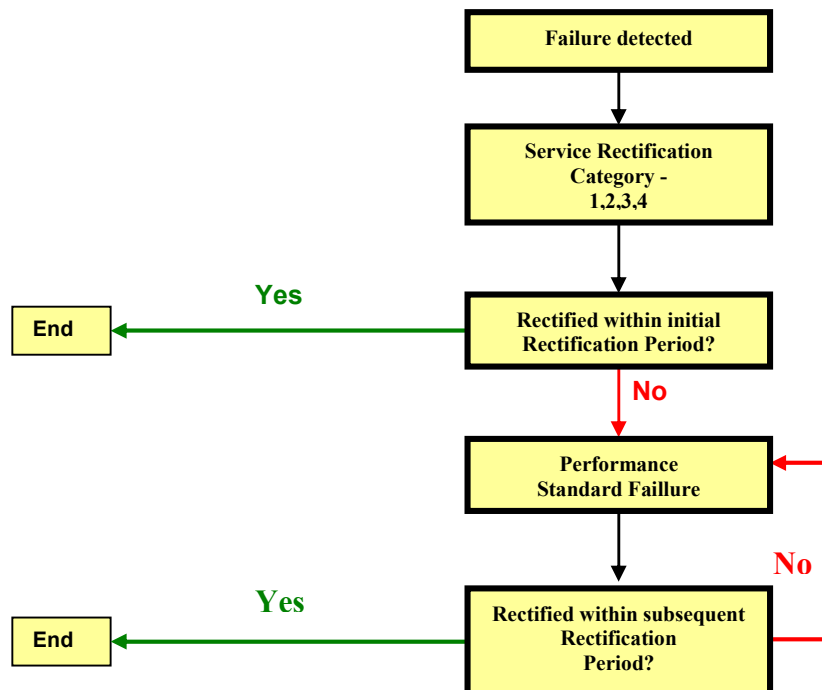 Failure detected
Service Rectification
Category -
1,2,3,4
Yes
End
Rectified within initial
Rectification Period?
No
Performance
Standard Faillure
No
Yes
End
Rectified within subsequent
Rectification
Period?